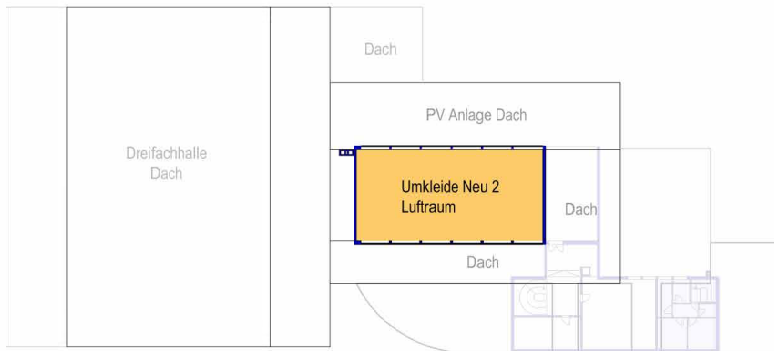 Dach
PV Anlage Dach
Dreifachhalle
Dach
Umkleide Neu 2
Luftraum
Dach
Dach